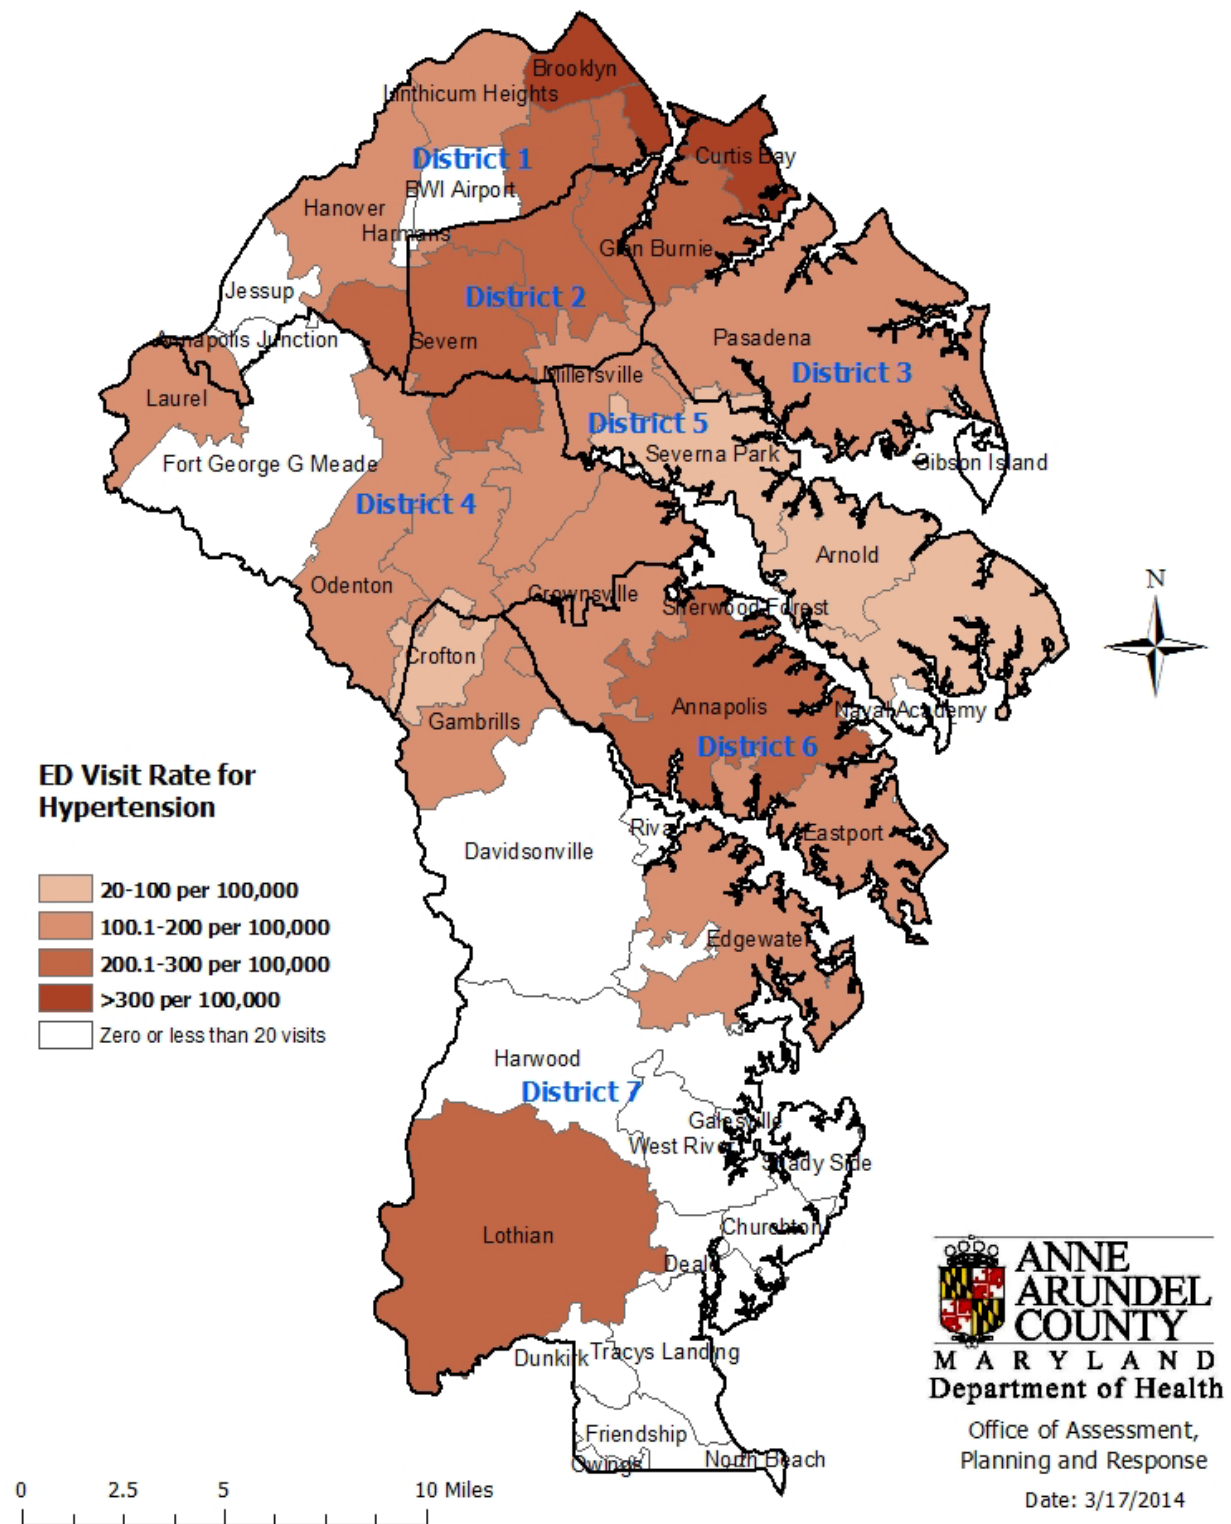 Brooklyn
Linthicum Heights
Curtis Bay
District 1
BWI Airport
Hanover
Harmans
Glen Burnie
Jessup
District 2
Annapolis Junction
Severn
Pasadena
Millersville
District 3
Laurel
District 5
Severna Park
Fort George G Meade
Gibson Island
District 4
Arnold
N
Odenton
Crownsville
Sherwood Forest
Crofton
Annapolis
Naval Academy
Gambrills
District 6
ED Visit Rate for
Hypertension
Riva
Eastport
Davidsonville
20-100 per 100,000
100.1-200 per 100,000
Edgewater
200.1-300 per 100,000
>300 per 100,000
Zero or less than 20 visits
Harwood
District 7
Galesville
West River
Shady Side
Churchton
Lothian
Deale
Dunkirk
Tracys Landing
Friendship
Owings
North Beach
ANNE
ARUNDEL
COUNTY
MARYLAND
Department of Health
Office of Assessment,
Planning and Response
Date: 3/17/2014
0 2.5 5 10 Miles